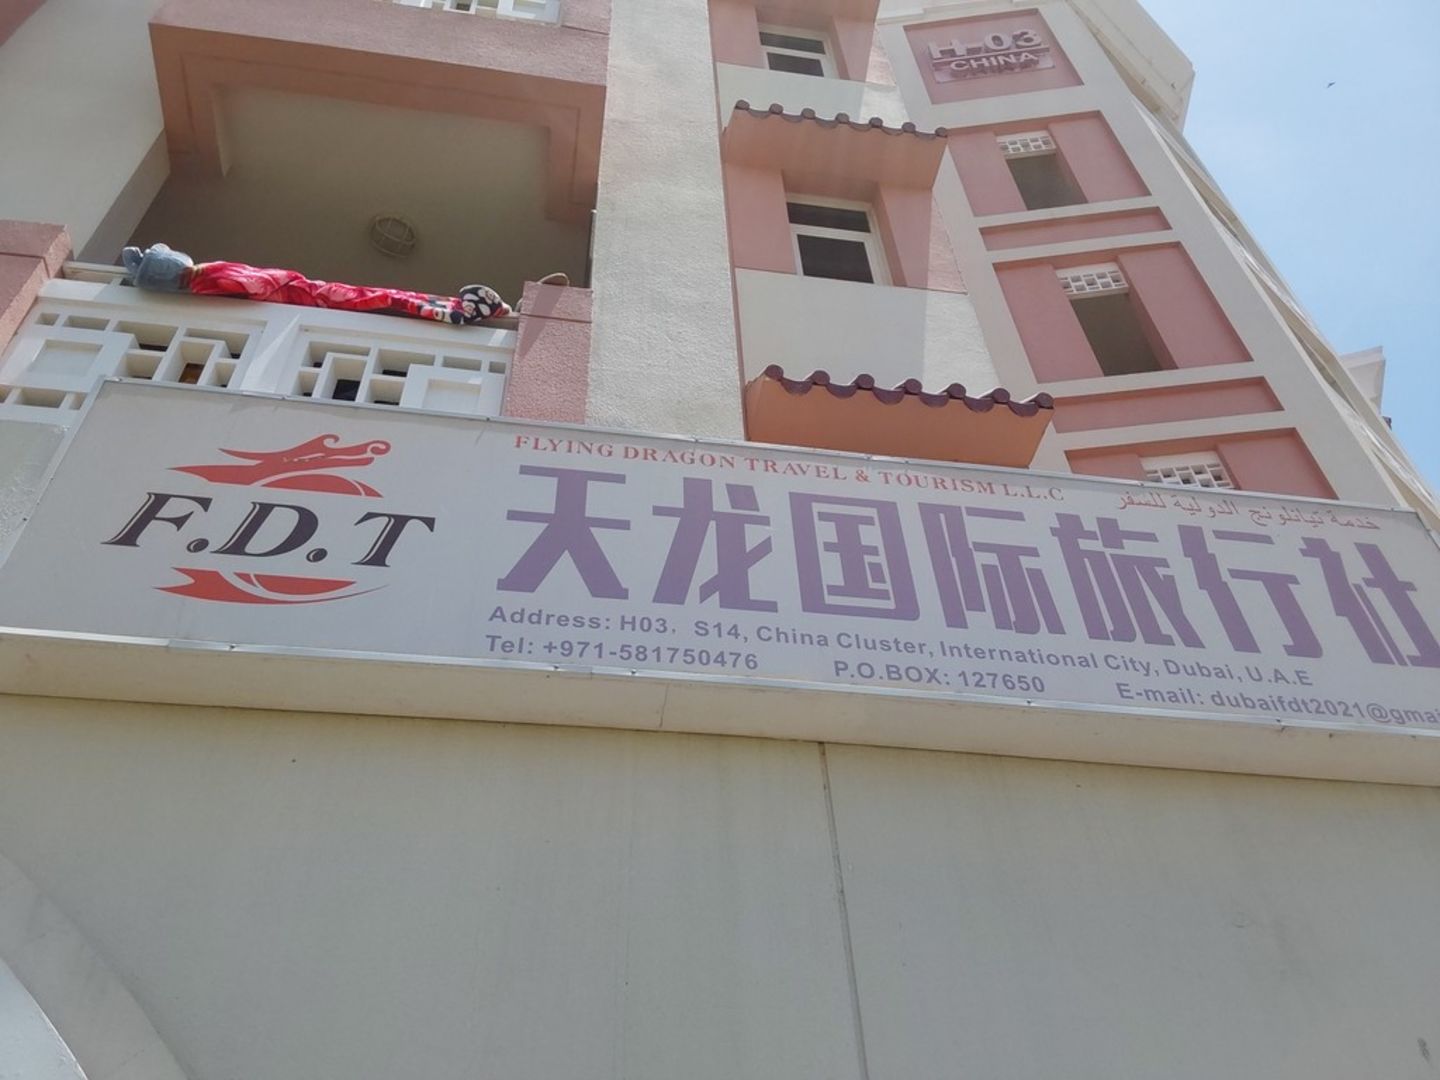 H-03
CHINA
FLYING DRAGON TRAVEL & TOURISM L.L.C
خدمة تيانلونج الدولية للسفر
F.D.T
天龙国际旅行社
Address: H03, S14, China Cluster, International City, Dubai, U.A.E
Tel: +971-581750476 P.O.BOX: 127650 E-mail: dubaifdt2021@gmai